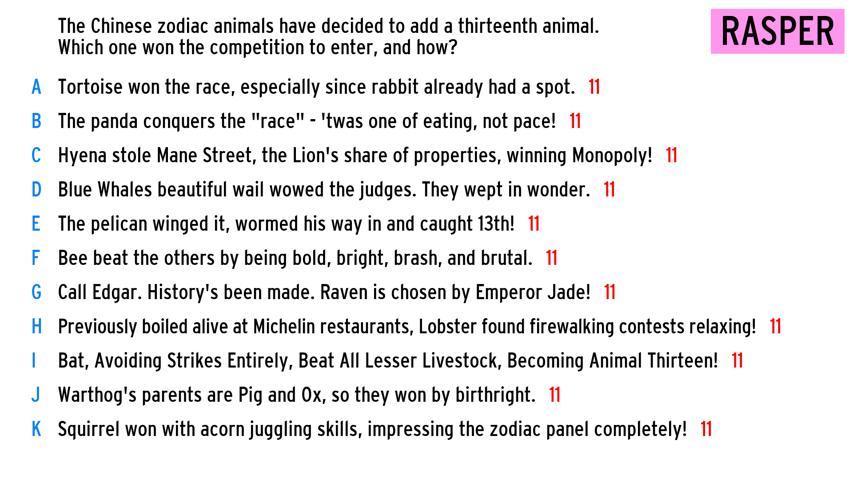 The Chinese zodiac animals have decided to add a thirteenth animal.
Which one won the competition to enter, and how?
RASPER
A Tortoise won the race, especially since rabbit already had a spot. 11
B The panda conquers the "race" - 'twas one of eating, not pace! 11
C Hyena stole Mane Street, the Lion's share of properties, winning Monopoly! 11
D Blue Whales beautiful wail wowed the judges. They wept in wonder. 11
E The pelican winged it, wormed his way in and caught 13th! 11
F Bee beat the others by being bold, bright, brash, and brutal. 11
G Call Edgar. History's been made. Raven is chosen by Emperor Jade! 11
H Previously boiled alive at Michelin restaurants, Lobster found firewalking contests relaxing! 11
I Bat, Avoiding Strikes Entirely, Beat All Lesser Livestock, Becoming Animal Thirteen! 11
J Warthog's parents are Pig and Ox, so they won by birthright. 11
K Squirrel won with acorn juggling skills, impressing the zodiac panel completely! 11